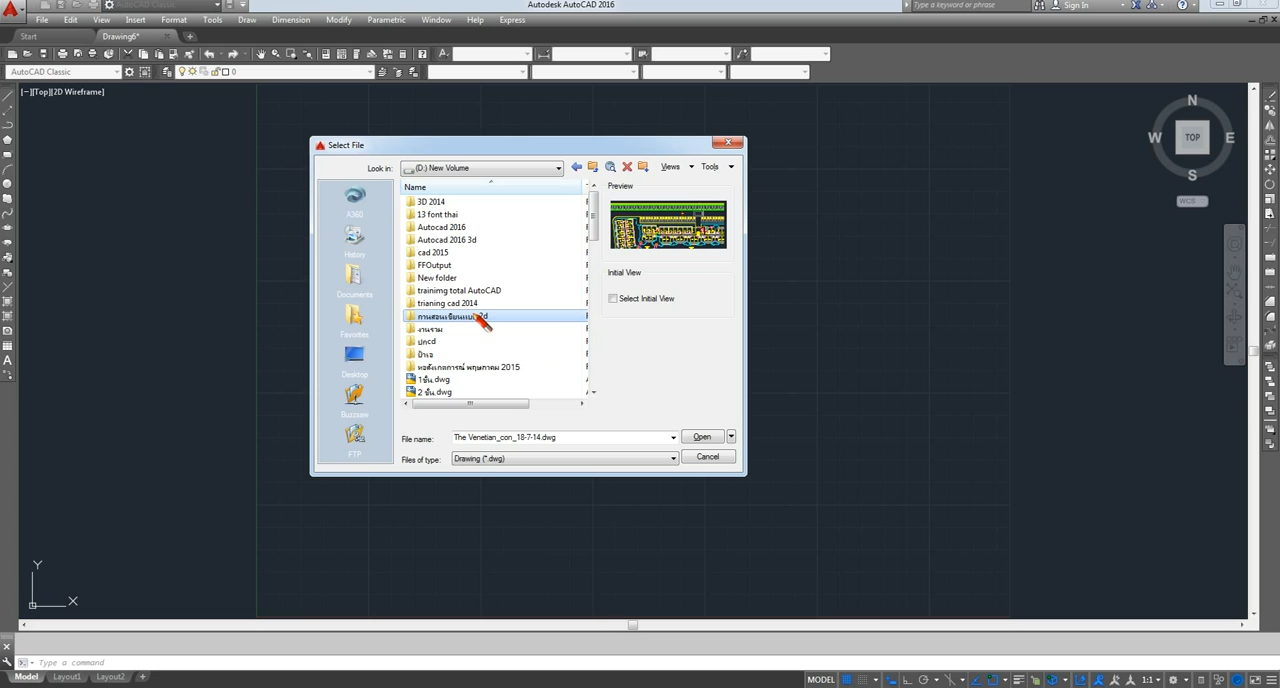 Autodesk AutoCAD 2016
AutoCAD Classic
Type a keyword or phrase
Sign In
File Edit View Insert Format Tools Draw Dimension Modify Parametric Window Help Express
Start Drawing6*
AutoCAD Classic
0
[−][Top][2D Wireframe]
N
W TOP E
S
WCS
Select File
Look in: (D:) New Volume
Views Tools
Name
Preview
3D 2014
13 font thai
Autocad 2016
Autocad 2016 3d
cad 2015
FFOutput
New folder
trainimg total AutoCAD
trianing cad 2014
งานราม
ปกcd
ป้าเจ
หอสังเกตการณ์ พฤษภาคม 2015
1ชั้น.dwg
2 ชั้น.dwg
A360
History
Documents
Favorites
Desktop
Buzzsaw
FTP
Initial View
Select Initial View
File name: The Venetian_con_18-7-14.dwg Open
Files of type: Drawing (*.dwg) Cancel
Y
X
Type a command
Model Layout1 Layout2 +
MODEL 1:1